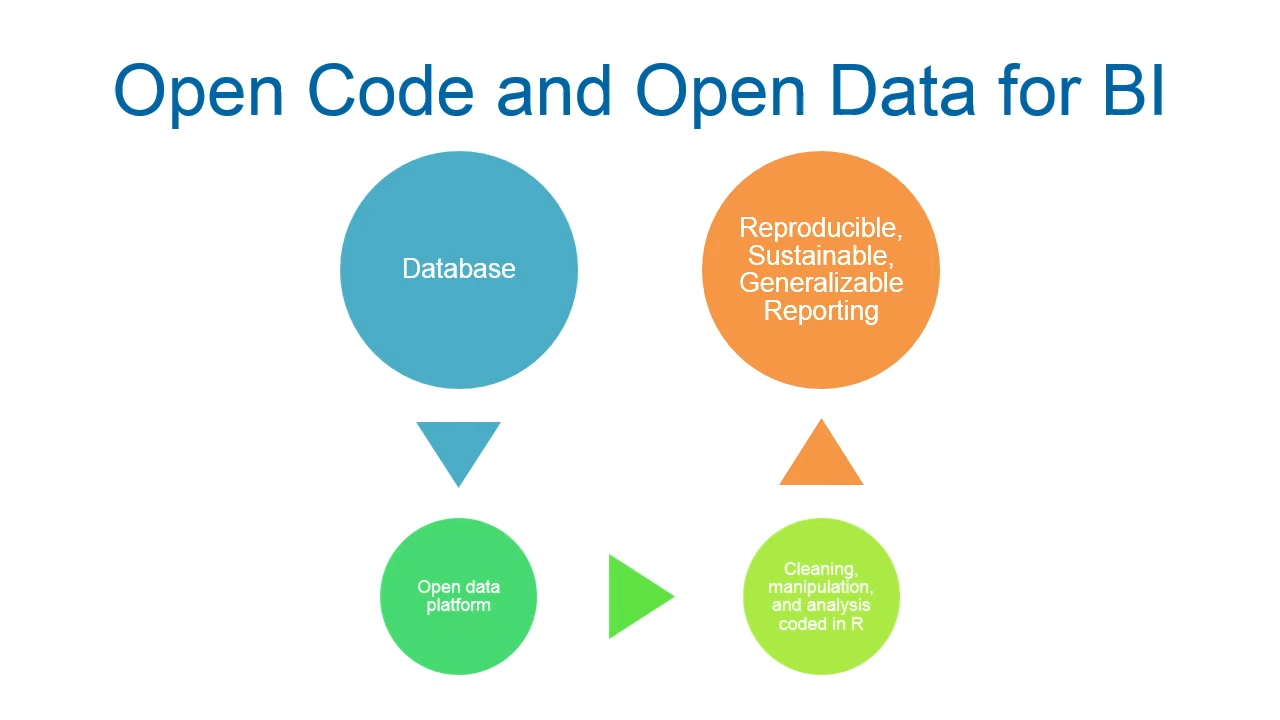 Open Code and Open Data for BI
Database
Reproducible,
Sustainable,
Generalizable
Reporting
Open data
platform
Cleaning,
manipulation,
and analysis
coded in R